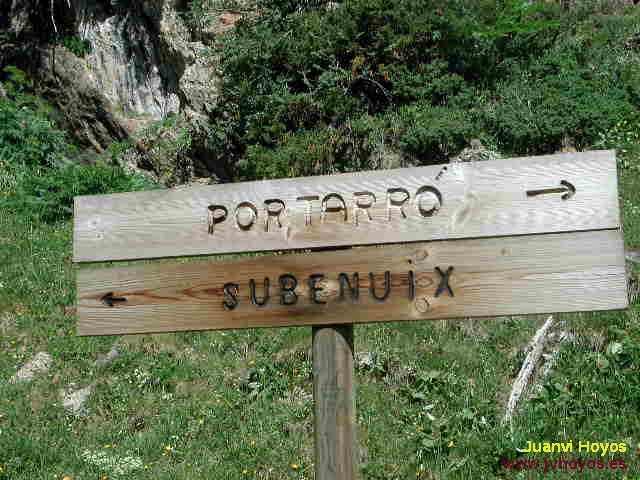 PORTARRÓ →
← SUBENUIX
Juanvi Hoyos
www.jvhoyos.es